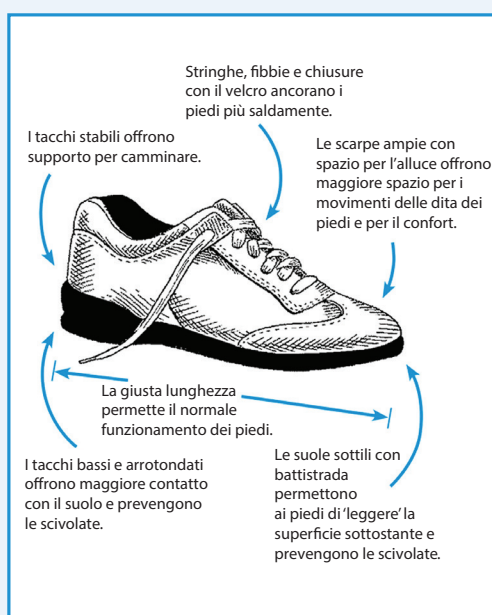 Stringhe, fibbie e chiusure
con il velcro ancorano i
piedi più saldamente.
I tacchi stabili offrono
supporto per camminare.
Le scarpe ampie con
spazio per l'alluce offrono
maggiore spazio per i
movimenti delle dita dei
piedi e per il confort.
La giusta lunghezza
permette il normale
funzionamento dei piedi.
I tacchi bassi e arrotondati
offrono maggiore contatto
con il suolo e prevengono
le scivolate.
Le suole sottili con
battistrada
permettono
ai piedi di 'leggere' la
superficie sottostante e
prevengono le scivolate.